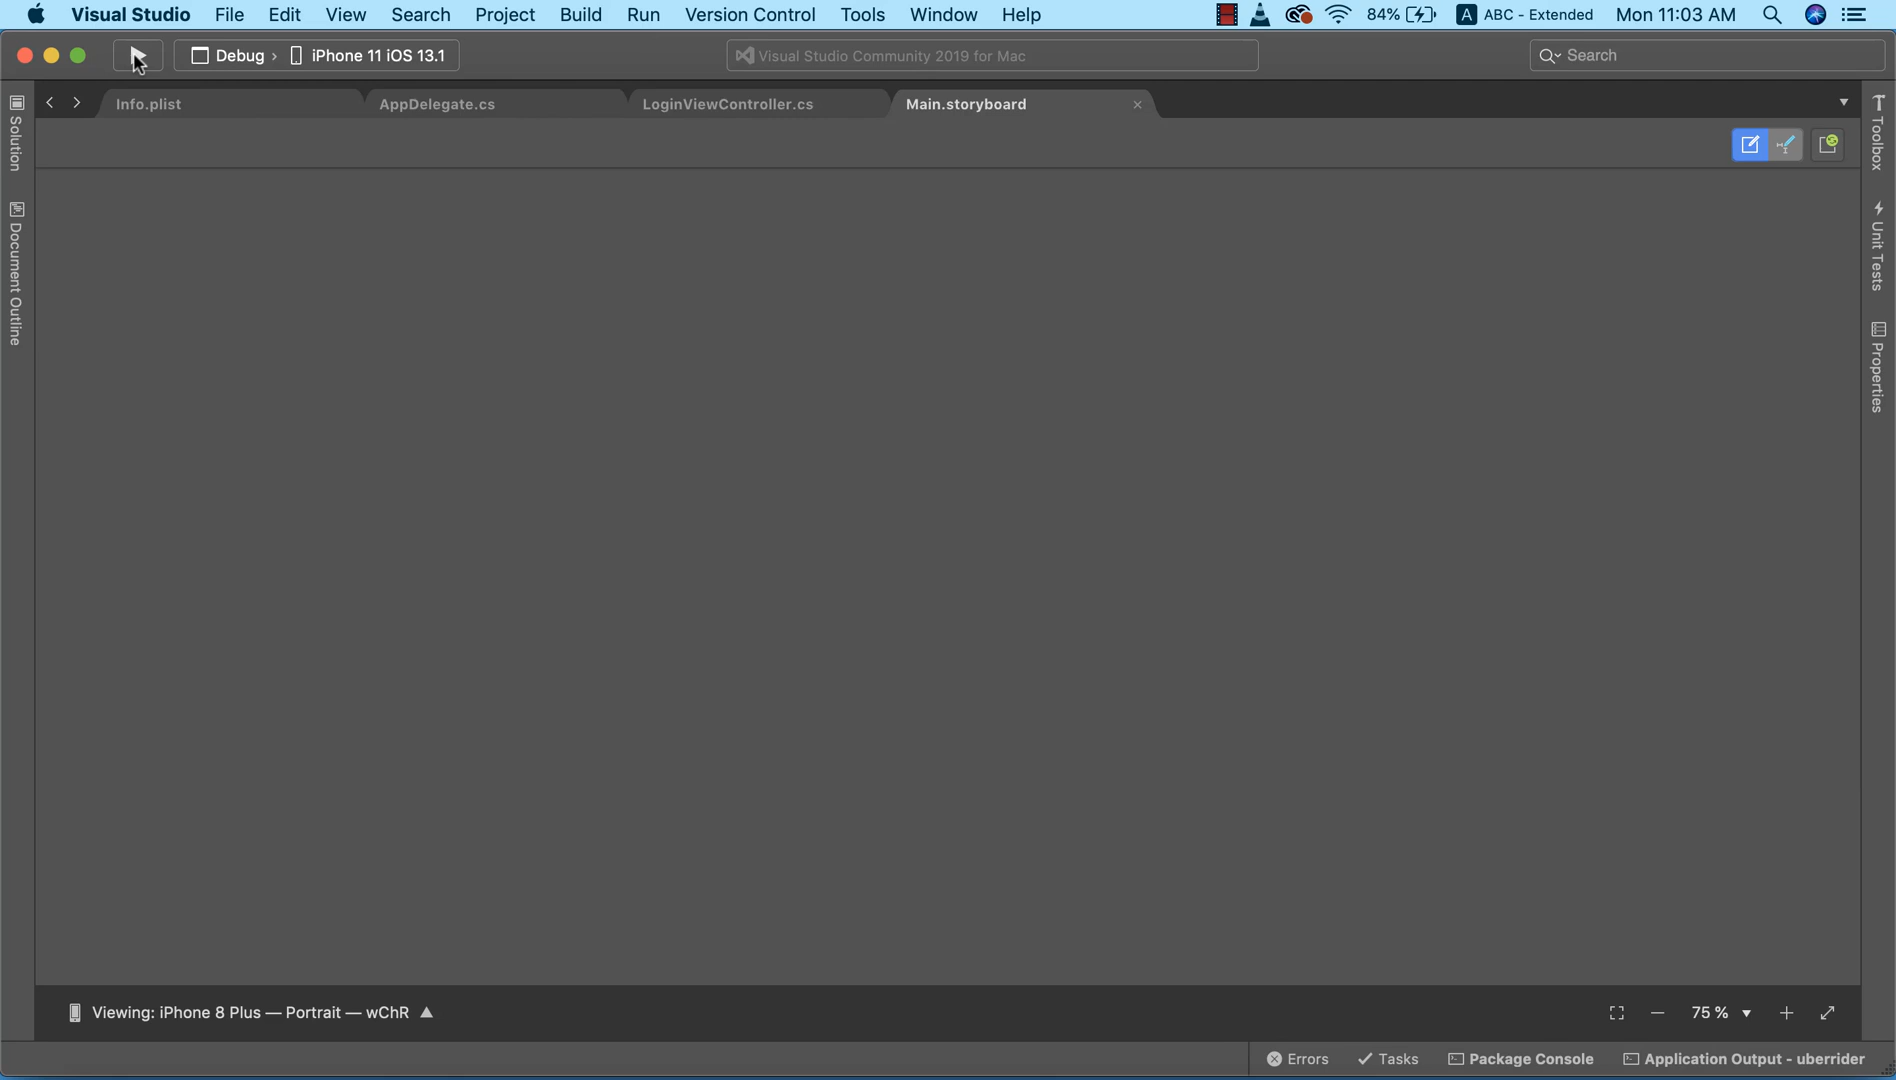 Visual Studio File Edit View Search Project Build Run Version Control Tools Window Help 84% A ABC - Extended Mon 11:03 AM
Debug › iPhone 11 iOS 13.1 Visual Studio Community 2019 for Mac Search
Info.plist AppDelegate.cs LoginViewController.cs Main.storyboard
Solution
Document Outline
Toolbox
Unit Tests
Properties
Viewing: iPhone 8 Plus — Portrait — wChR 75 %
Errors Tasks Package Console Application Output - uberrider